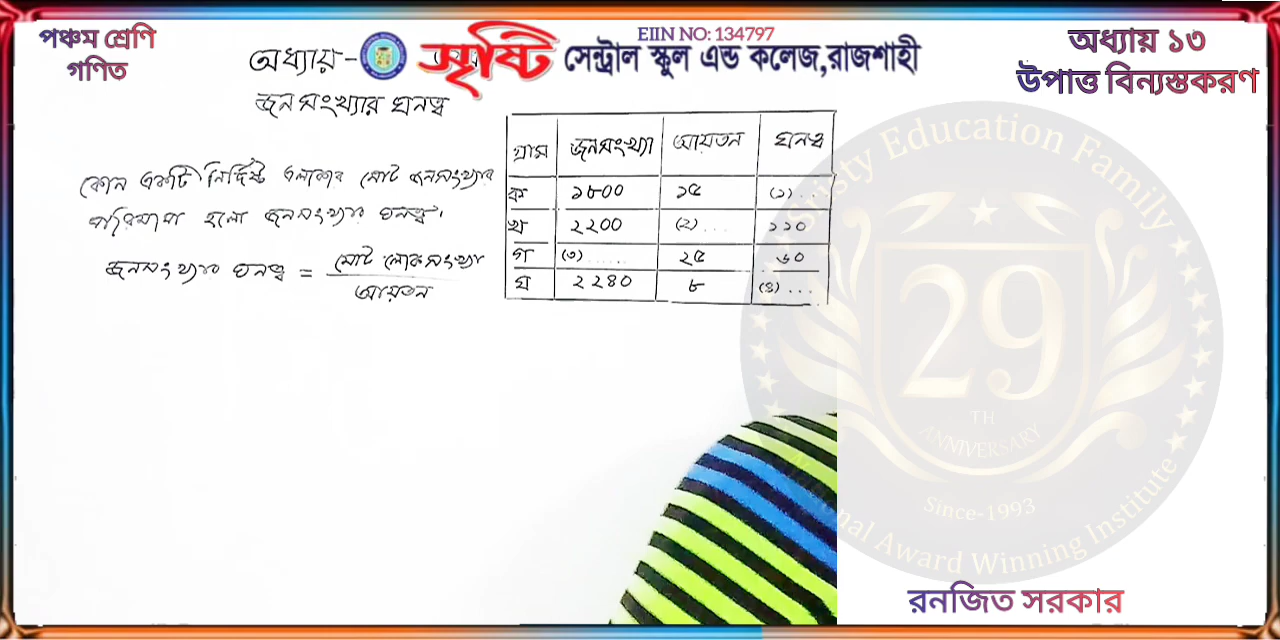 পঞ্চম শ্রেণি
গণিত
EIIN NO: 134797
সৃষ্টি সেন্ট্রাল স্কুল এন্ড কলেজ,রাজশাহী
অধ্যায় ১৩
উপাত্ত বিন্যস্তকরণ
অধ্যায়-
জনসংখ্যার ঘনত্ব
কোন একটি নির্দিষ্ট এলাকার মোট জনসংখ্যার
পরিমাপ হলো জনসংখ্যার ঘনত্ব।
জনসংখ্যার ঘনত্ব = মোট লোকসংখ্যা
আয়তন
গ্রাম জনসংখ্যা আয়তন ঘনত্ব
ক ১৮০০ ১৫ (১)...
খ ২২০০ (২)... ১১০
গ (৩)...... ২৫ ৬০
ঘ ২২৪০ ৮ (৪)...
Education Family
29
TH
ANNIVERSARY
Since-1993
Award Winning Institute
রনজিত সরকার